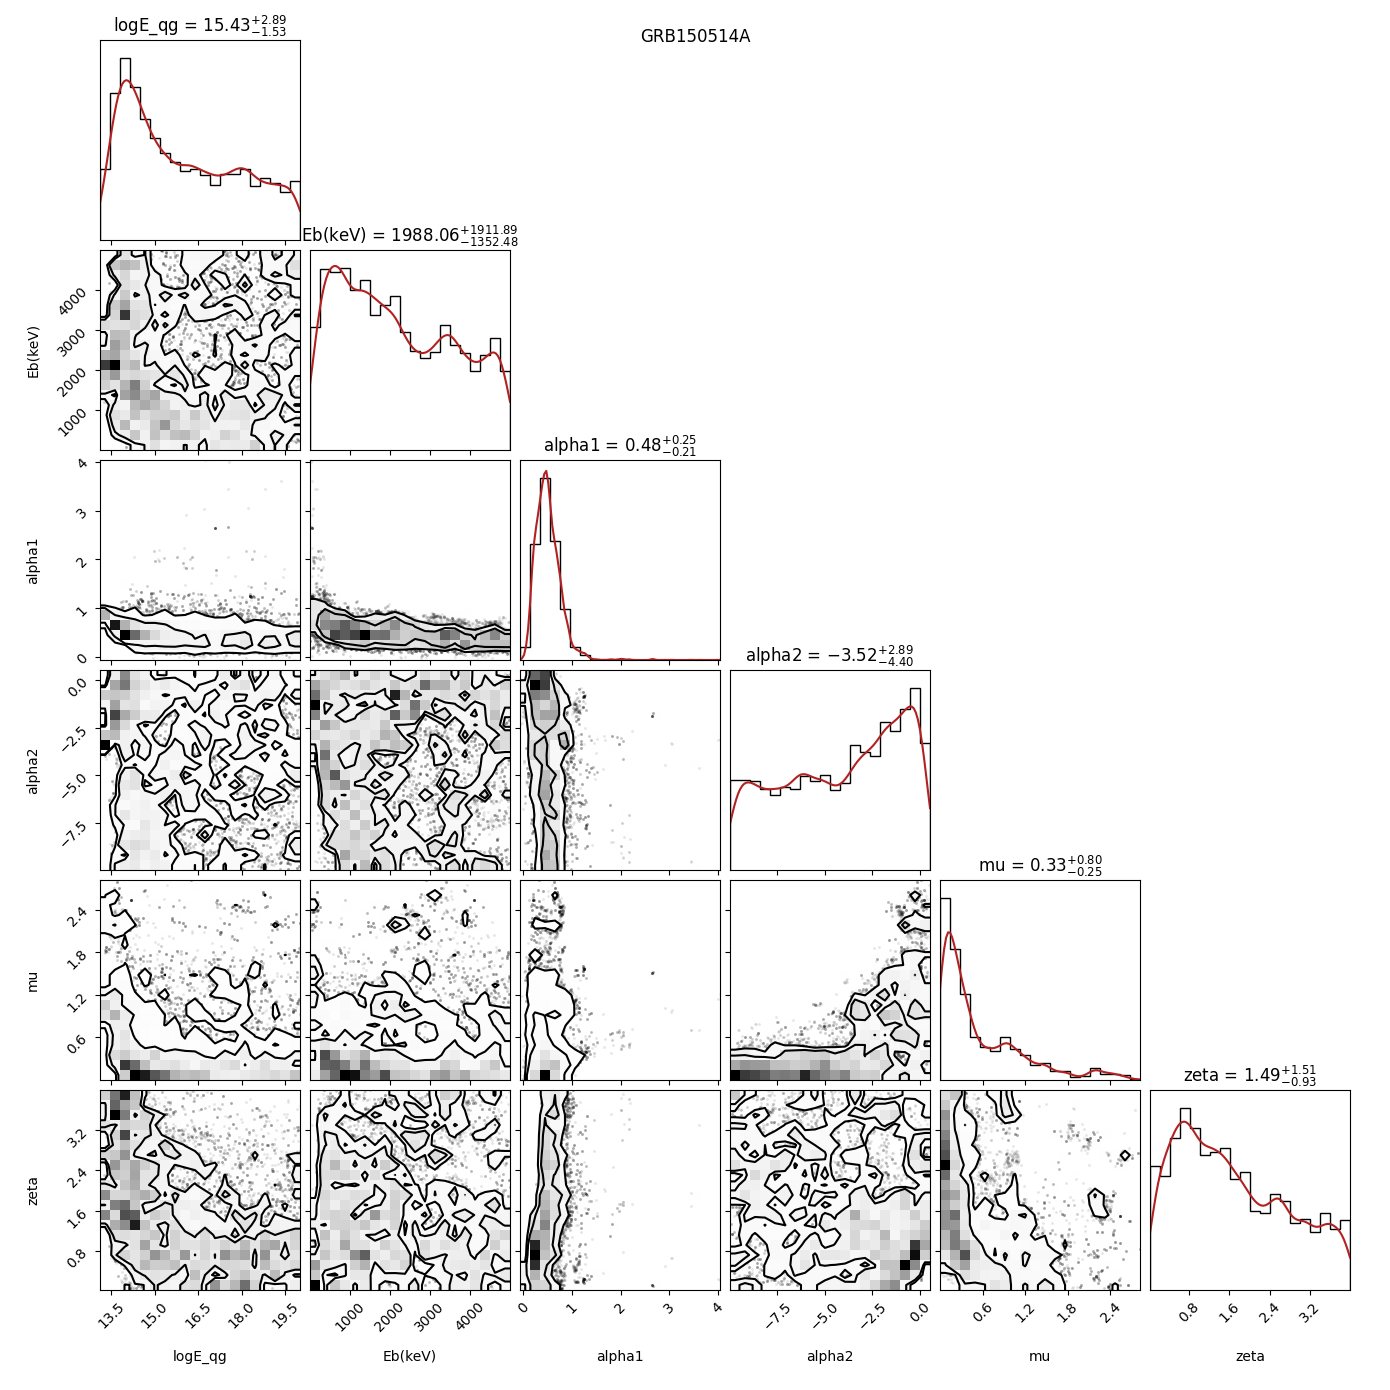 GRB150514A
logE_qg = 15.43 +2.89 −1.53
Eb(keV) = 1988.06 +1911.89 −1352.48
Eb(keV)
4000
3000
2000
1000
alpha1 = 0.48 +0.25 −0.21
alpha1
4
3
2
1
0
alpha2 = −3.52 +2.89 −4.40
alpha2
0.0
−2.5
−5.0
−7.5
mu = 0.33 +0.80 −0.25
mu
2.4
1.8
1.2
0.6
zeta = 1.49 +1.51 −0.93
zeta
3.2
2.4
1.6
0.8
13.5 15.0 16.5 18.0 19.5
1000 2000 3000 4000
0 1 2 3 4
−7.5 −5.0 −2.5 0.0
0.6 1.2 1.8 2.4
0.8 1.6 2.4 3.2
logE_qg Eb(keV) alpha1 alpha2 mu zeta